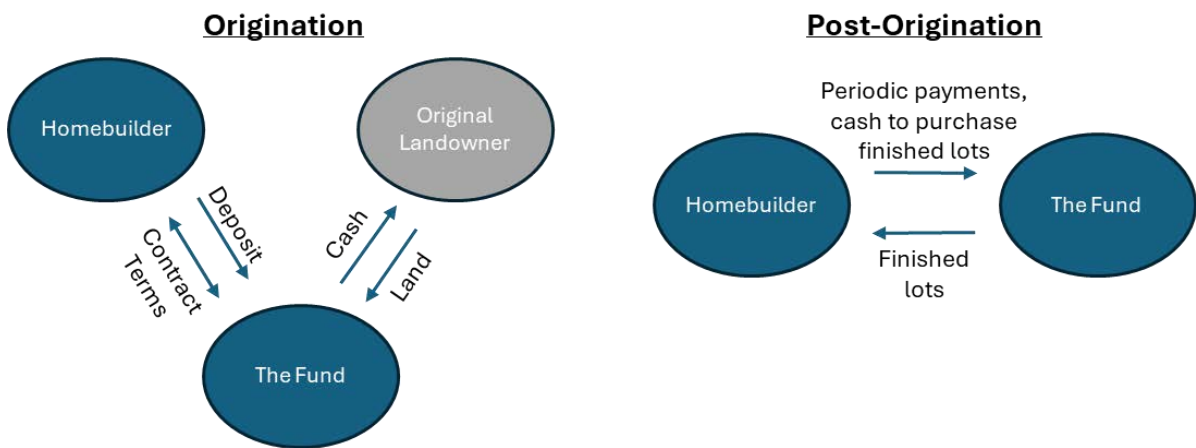 Origination
Homebuilder
Original
Landowner
Deposit
Contract
Terms
Cash
Land
The Fund
Post-Origination
Periodic payments,
cash to purchase
finished lots
Homebuilder
The Fund
Finished
lots